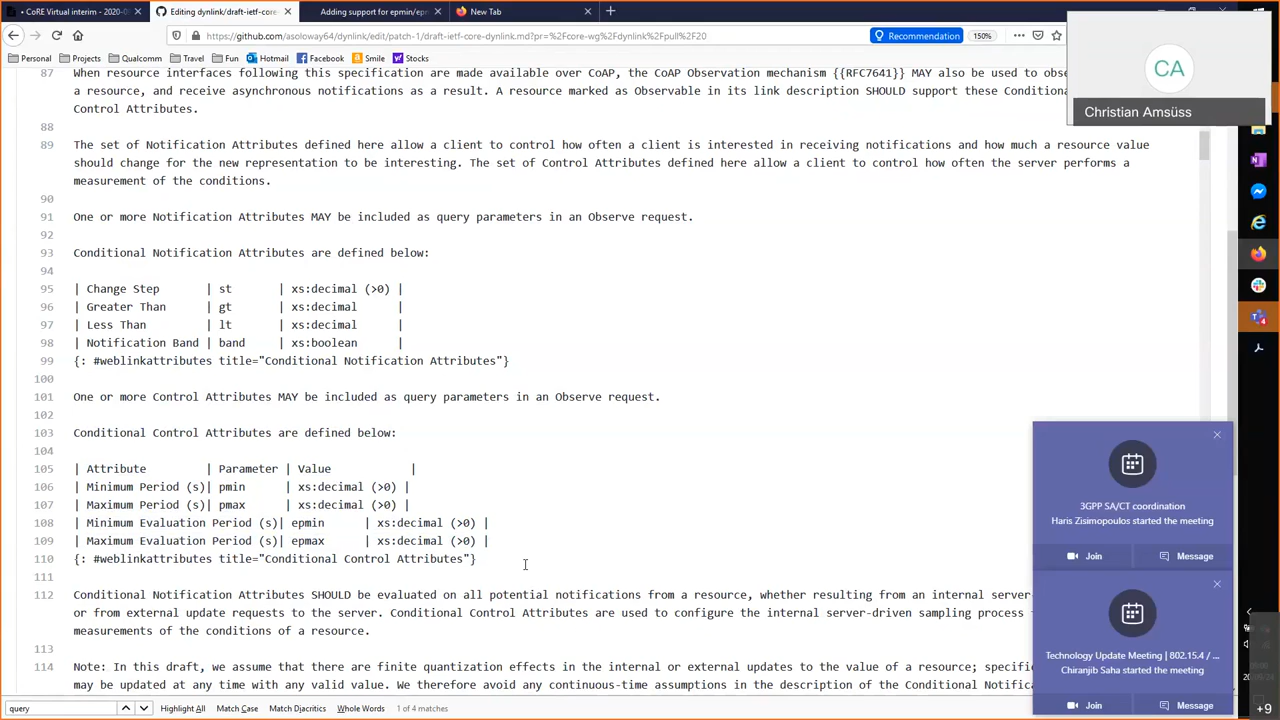 • CoRE Virtual interim - 2020-0
Editing dynlink/draft-ietf-core-
Adding support for epmin/ep
New Tab
https://github.com/asoloway64/dynlink/edit/patch-1/draft-ietf-core-dynlink.md?pr=%2Fcore-wg%2Fdynlink%2Fpull%2F20
Recommendation
150%
Personal
Projects
Qualcomm
Travel
Fun
Hotmail
Facebook
Smile
Stocks
CA
Christian Amsüss
87 When resource interfaces following this specification are made available over CoAP, the CoAP Observation mechanism {{RFC7641}} MAY also be used to obs
a resource, and receive asynchronous notifications as a result. A resource marked as Observable in its link description SHOULD support these Conditio
Control Attributes.
88
89 The set of Notification Attributes defined here allow a client to control how often a client is interested in receiving notifications and how much a resource value
should change for the new representation to be interesting. The set of Control Attributes defined here allow a client to control how often the server performs a
measurement of the conditions.
90
91 One or more Notification Attributes MAY be included as query parameters in an Observe request.
92
93 Conditional Notification Attributes are defined below:
94
95 | Change Step | st | xs:decimal (>0) |
96 | Greater Than | gt | xs:decimal |
97 | Less Than | lt | xs:decimal |
98 | Notification Band | band | xs:boolean |
99 {: #weblinkattributes title="Conditional Notification Attributes"}
100
101 One or more Control Attributes MAY be included as query parameters in an Observe request.
102
103 Conditional Control Attributes are defined below:
104
105 | Attribute | Parameter | Value |
106 | Minimum Period (s)| pmin | xs:decimal (>0) |
107 | Maximum Period (s)| pmax | xs:decimal (>0) |
108 | Minimum Evaluation Period (s)| epmin | xs:decimal (>0) |
109 | Maximum Evaluation Period (s)| epmax | xs:decimal (>0) |
110 {: #weblinkattributes title="Conditional Control Attributes"}
111
112 Conditional Notification Attributes SHOULD be evaluated on all potential notifications from a resource, whether resulting from an internal server-
or from external update requests to the server. Conditional Control Attributes are used to configure the internal server-driven sampling process
measurements of the conditions of a resource.
113
114 Note: In this draft, we assume that there are finite quantization effects in the internal or external updates to the value of a resource; specific
may be updated at any time with any valid value. We therefore avoid any continuous-time assumptions in the description of the Conditional Notific
3GPP SA/CT coordination
Haris Zisimopoulos started the meeting
Join
Message
Technology Update Meeting | 802.15.4 / ...
Chiranjib Saha started the meeting
Join
Message
query
Highlight All
Match Case
Match Diacritics
Whole Words
1 of 4 matches
+9